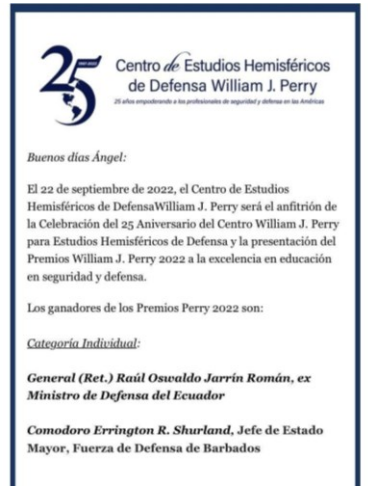 25
1997-2022
Centro de Estudios Hemisféricos
de Defensa William J. Perry
25 años empoderando a los profesionales de seguridad y defensa en las Américas
Buenos días Ángel:
El 22 de septiembre de 2022, el Centro de Estudios
Hemisféricos de DefensaWilliam J. Perry será el anfitrión de
la Celebración del 25 Aniversario del Centro William J. Perry
para Estudios Hemisféricos de Defensa y la presentación del
Premios William J. Perry 2022 a la excelencia en educación
en seguridad y defensa.
Los ganadores de los Premios Perry 2022 son:
Categoría Individual:
General (Ret.) Raúl Oswaldo Jarrín Román, ex
Ministro de Defensa del Ecuador
Comodoro Errington R. Shurland, Jefe de Estado
Mayor, Fuerza de Defensa de Barbados